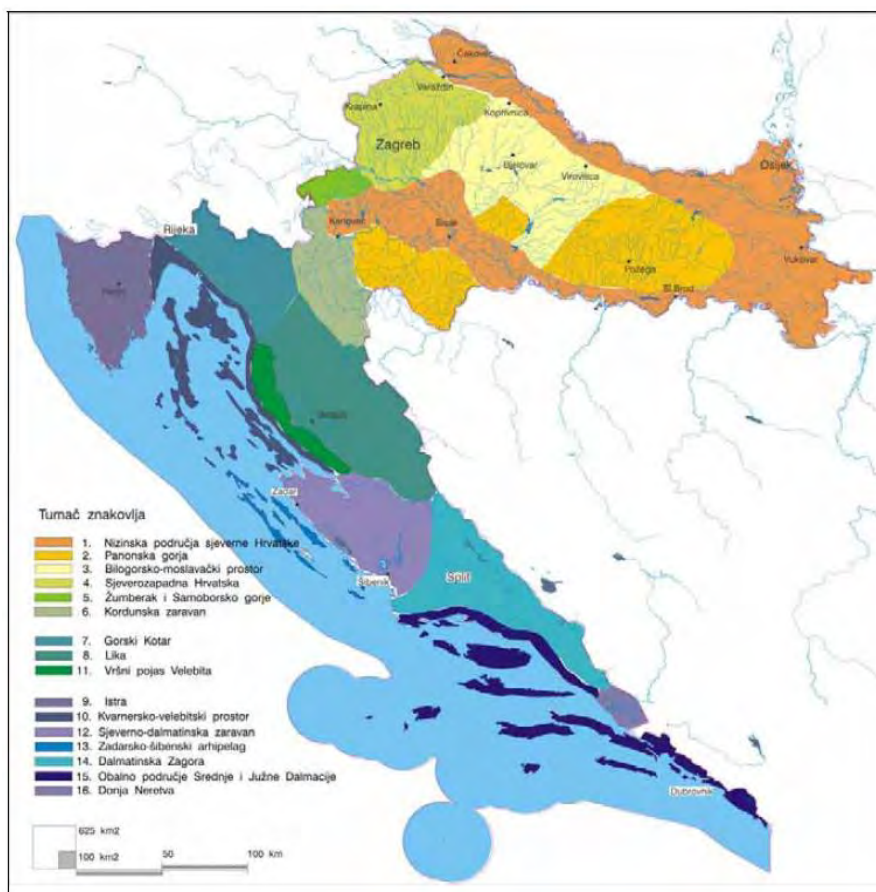 Čakovec
Varaždin
Krapina
Koprivnica
Zagreb
Bjelovar
Virovitica
Osijek
Rijeka
Karlovac
Sisak
Požega
Vukovar
Sl.Brod
Zadar
Šibenik
Split
Dubrovnik
Tumač znakovlja
1. Nizinska područja sjeverne Hrvatske
2. Panonska gorja
3. Bilogorsko-moslavački prostor
4. Sjeverozapadna Hrvatska
5. Žumberak i Samoborsko gorje
6. Kordunska zaravan
7. Gorski Kotar
8. Lika
11. Vršni pojas Velebita
9. Istra
10. Kvarnersko-velebitski prostor
12. Sjeverno-dalmatinska zaravan
13. Zadarsko-šibenski arhipelag
14. Dalmatinska Zagora
15. Obalno područje Srednje i Južne Dalmacije
16. Donja Neretva
625 km2
100 km2
50
100 km